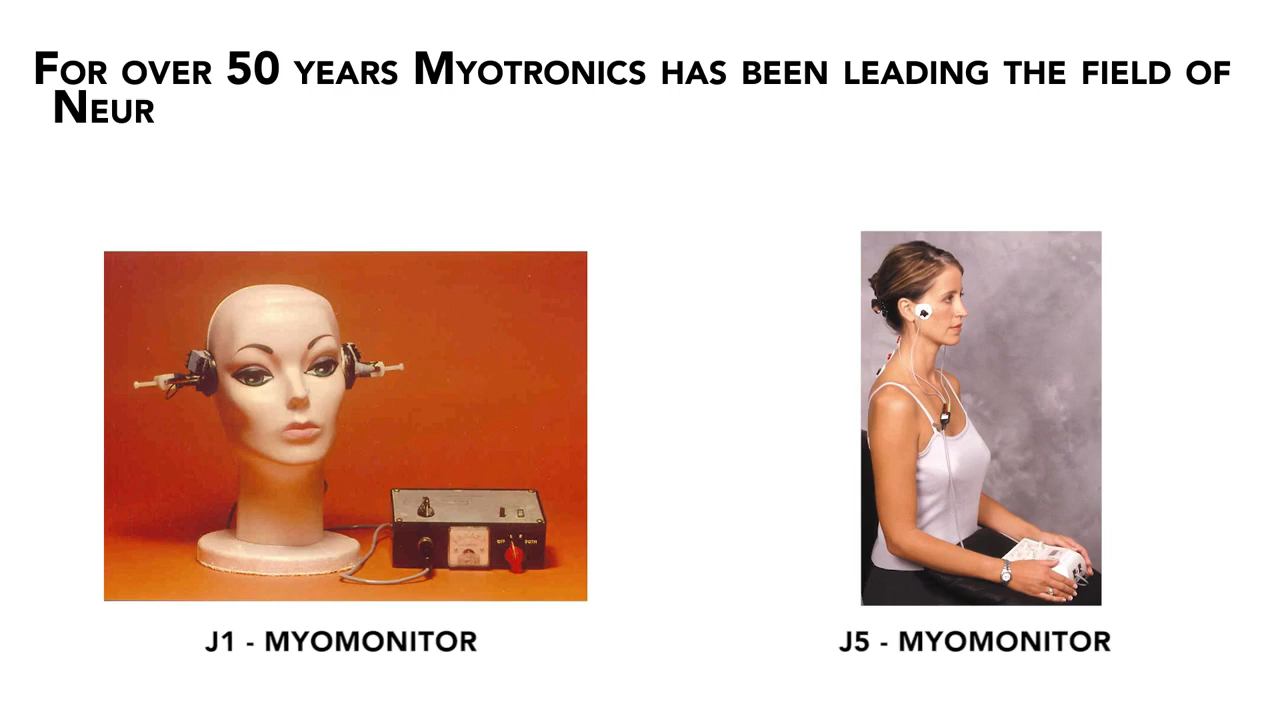 For over 50 years Myotronics has been leading the field of
Neur
J1 - MYOMONITOR
J5 - MYOMONITOR